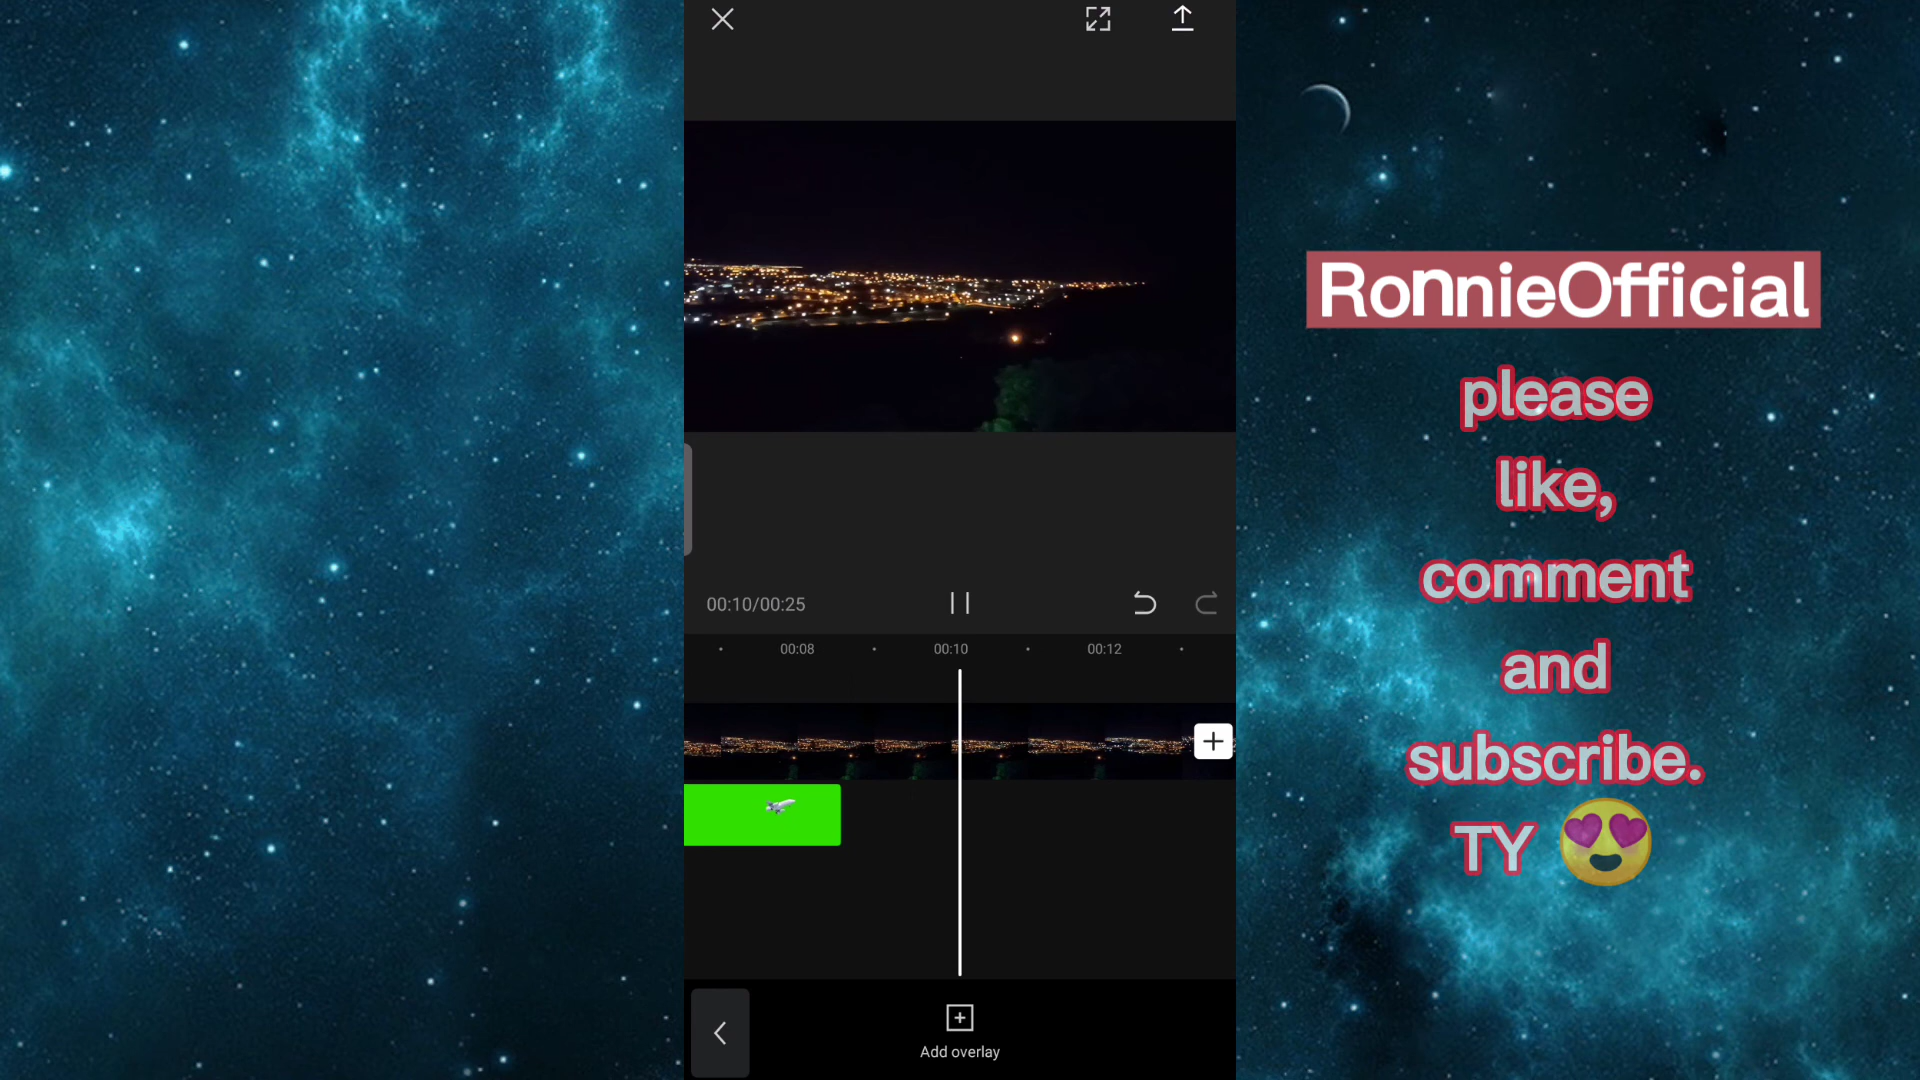 00:10/00:25
00:08 00:10 00:12
Add overlay
RonnieOfficial
please
like,
comment
and
subscribe.
TY 😍